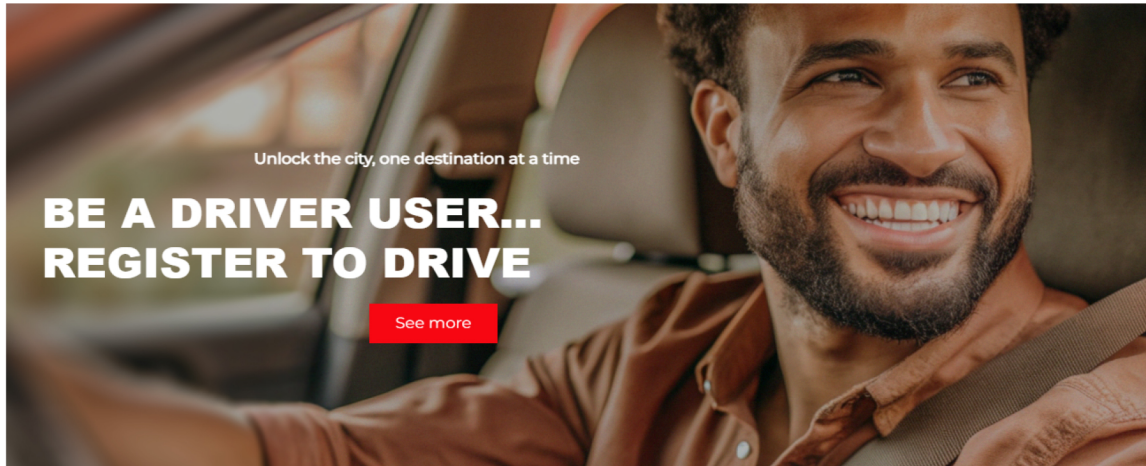 Unlock the city, one destination at a time
BE A DRIVER USER...
REGISTER TO DRIVE
See more